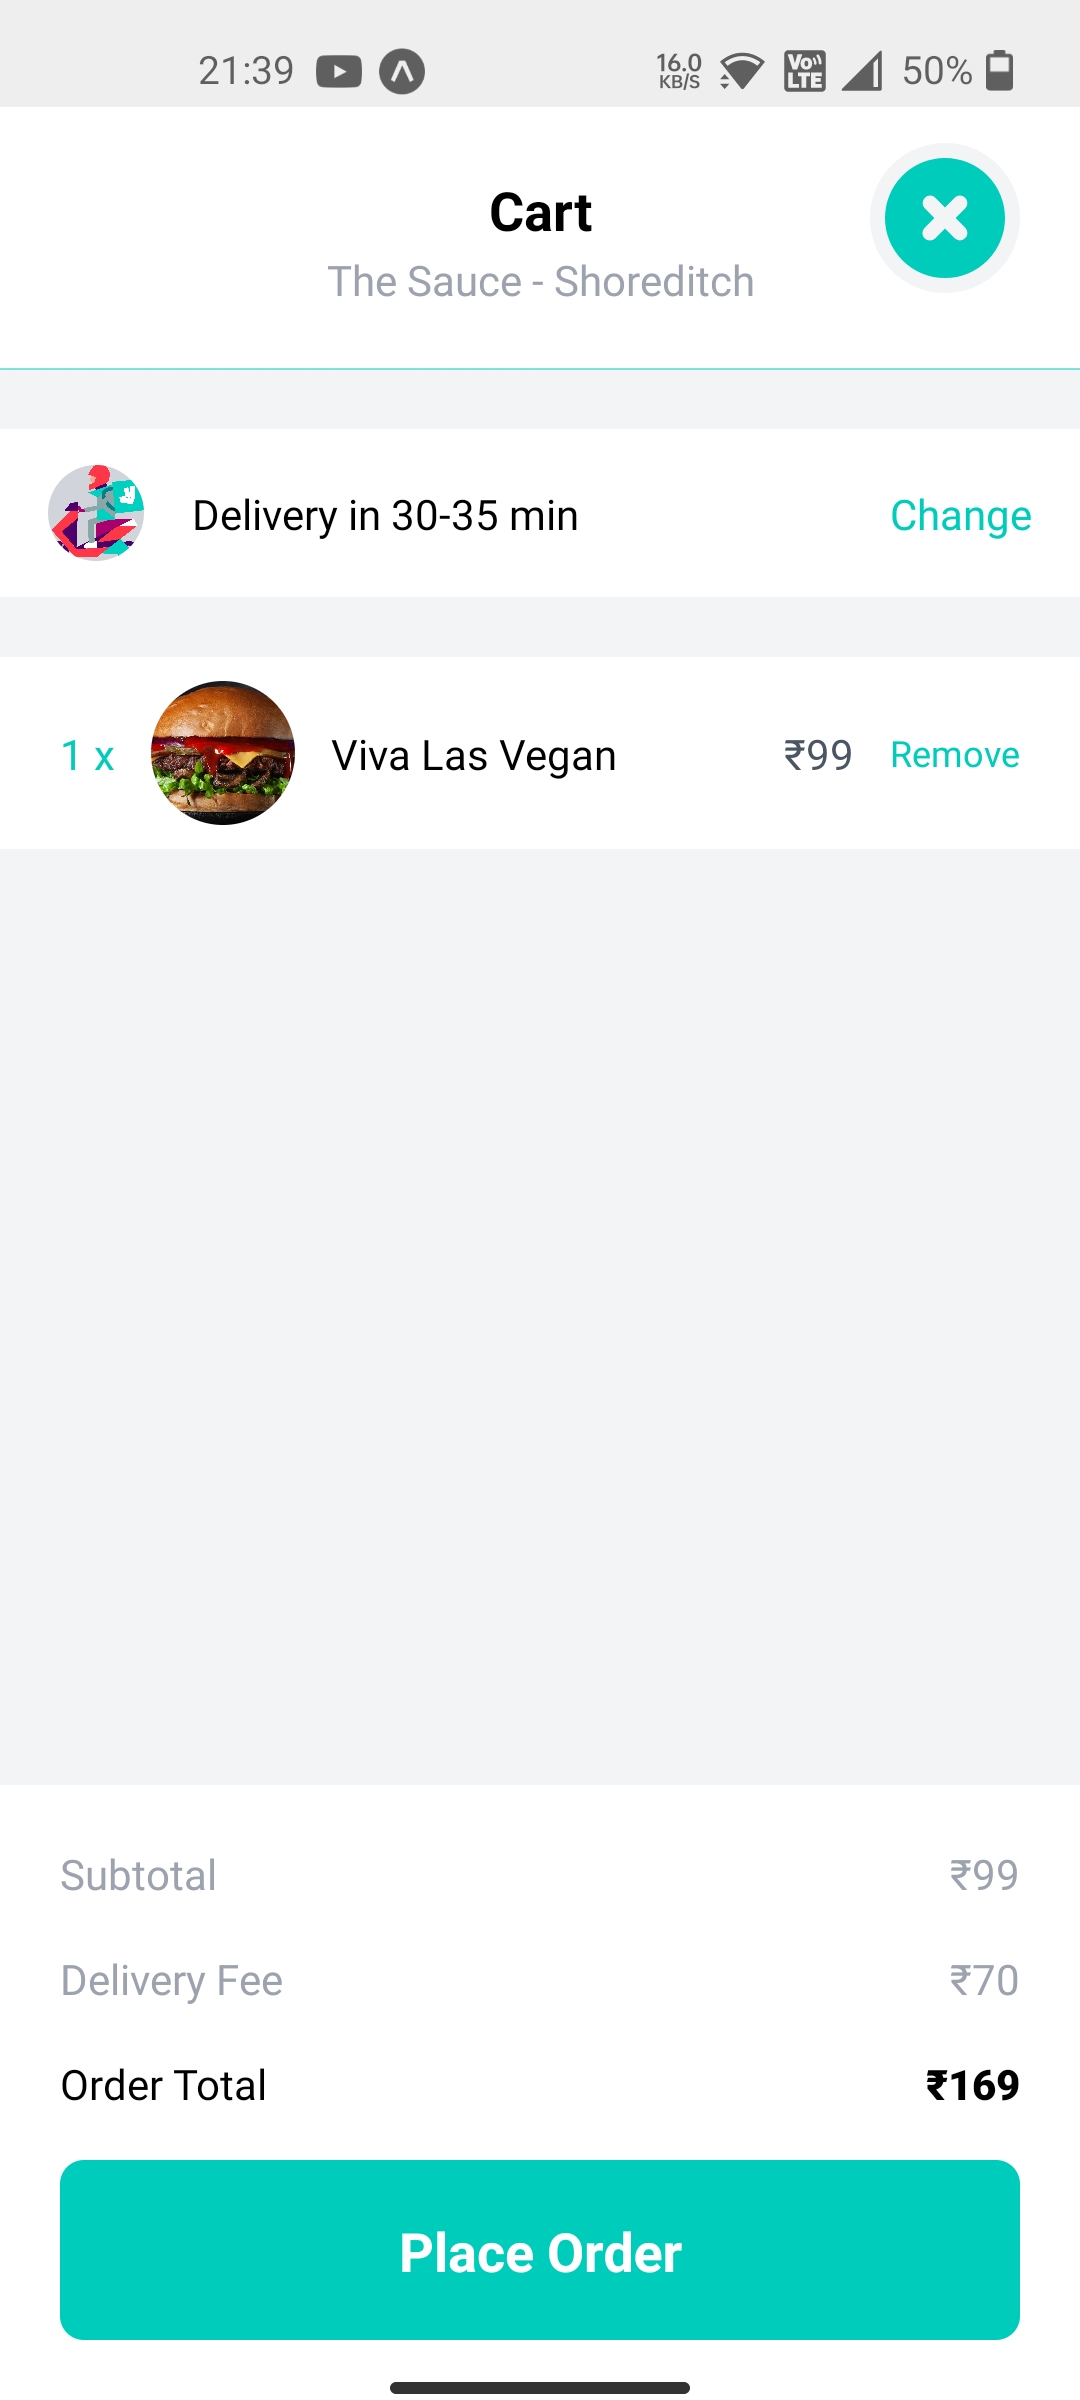 21:39 16.0 KB/S Vo)) LTE 50%
Cart
The Sauce - Shoreditch
Delivery in 30-35 min Change
1 x Viva Las Vegan ₹99 Remove
Subtotal ₹99
Delivery Fee ₹70
Order Total ₹169
Place Order